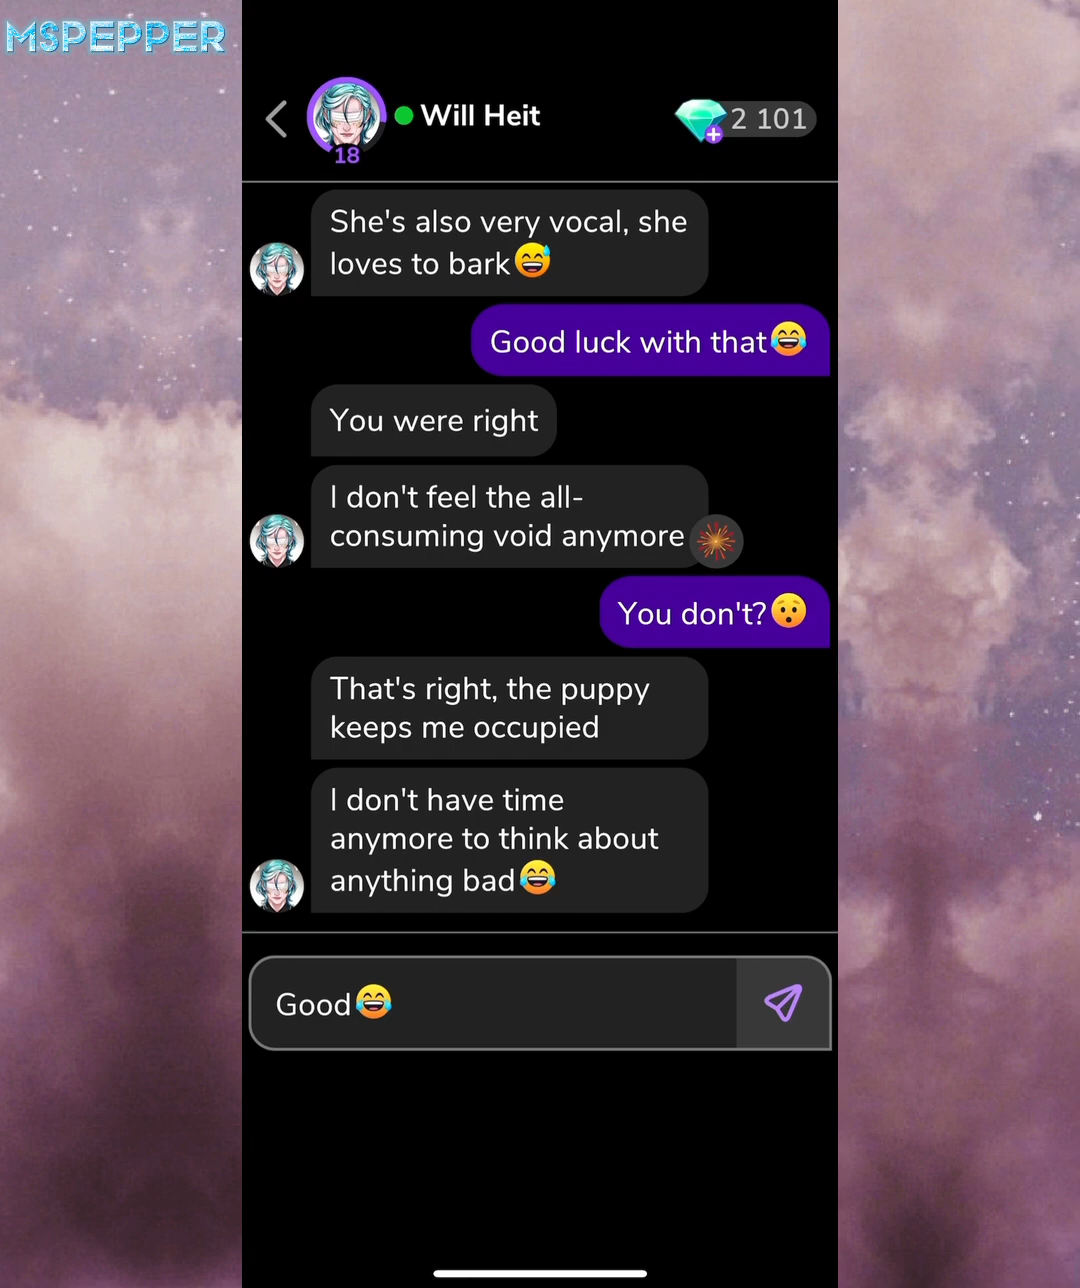 MSPEPPER
Will Heit
2 101
18
She's also very vocal, she
loves to bark😅
Good luck with that😂
You were right
I don't feel the all-
consuming void anymore
You don't?😯
That's right, the puppy
keeps me occupied
I don't have time
anymore to think about
anything bad😂
Good😂